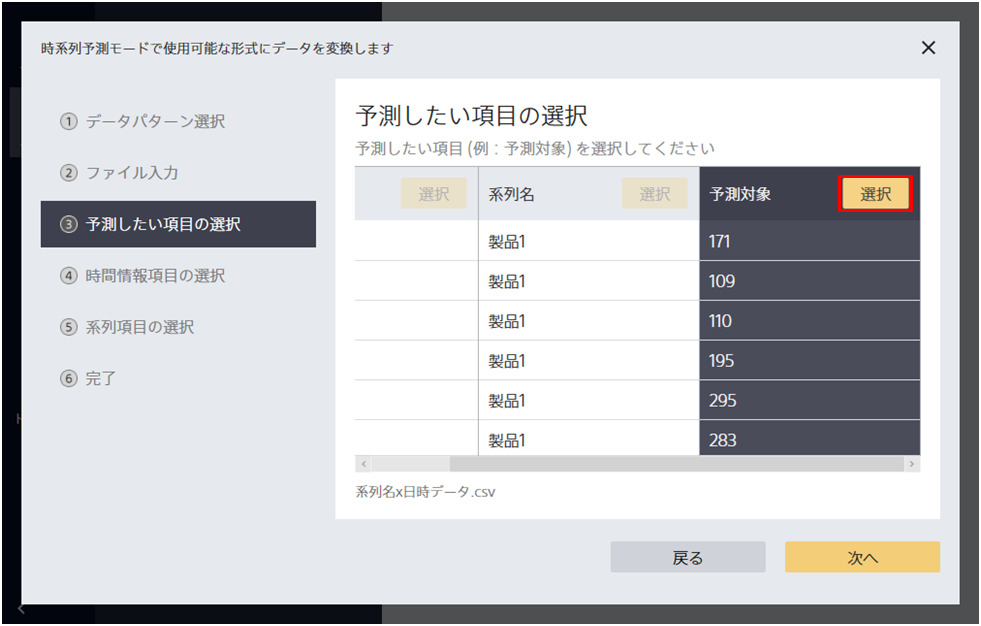 時系列予測モードで使用可能な形式にデータを変換します
① データパターン選択
② ファイル入力
③ 予測したい項目の選択
④ 時間情報項目の選択
⑤ 系列項目の選択
⑥ 完了
予測したい項目の選択
予測したい項目 (例：予測対象) を選択してください
選択 系列名 選択 予測対象 選択
製品1 171
製品1 109
製品1 110
製品1 195
製品1 295
製品1 283
系列名x日時データ.csv
戻る 次へ